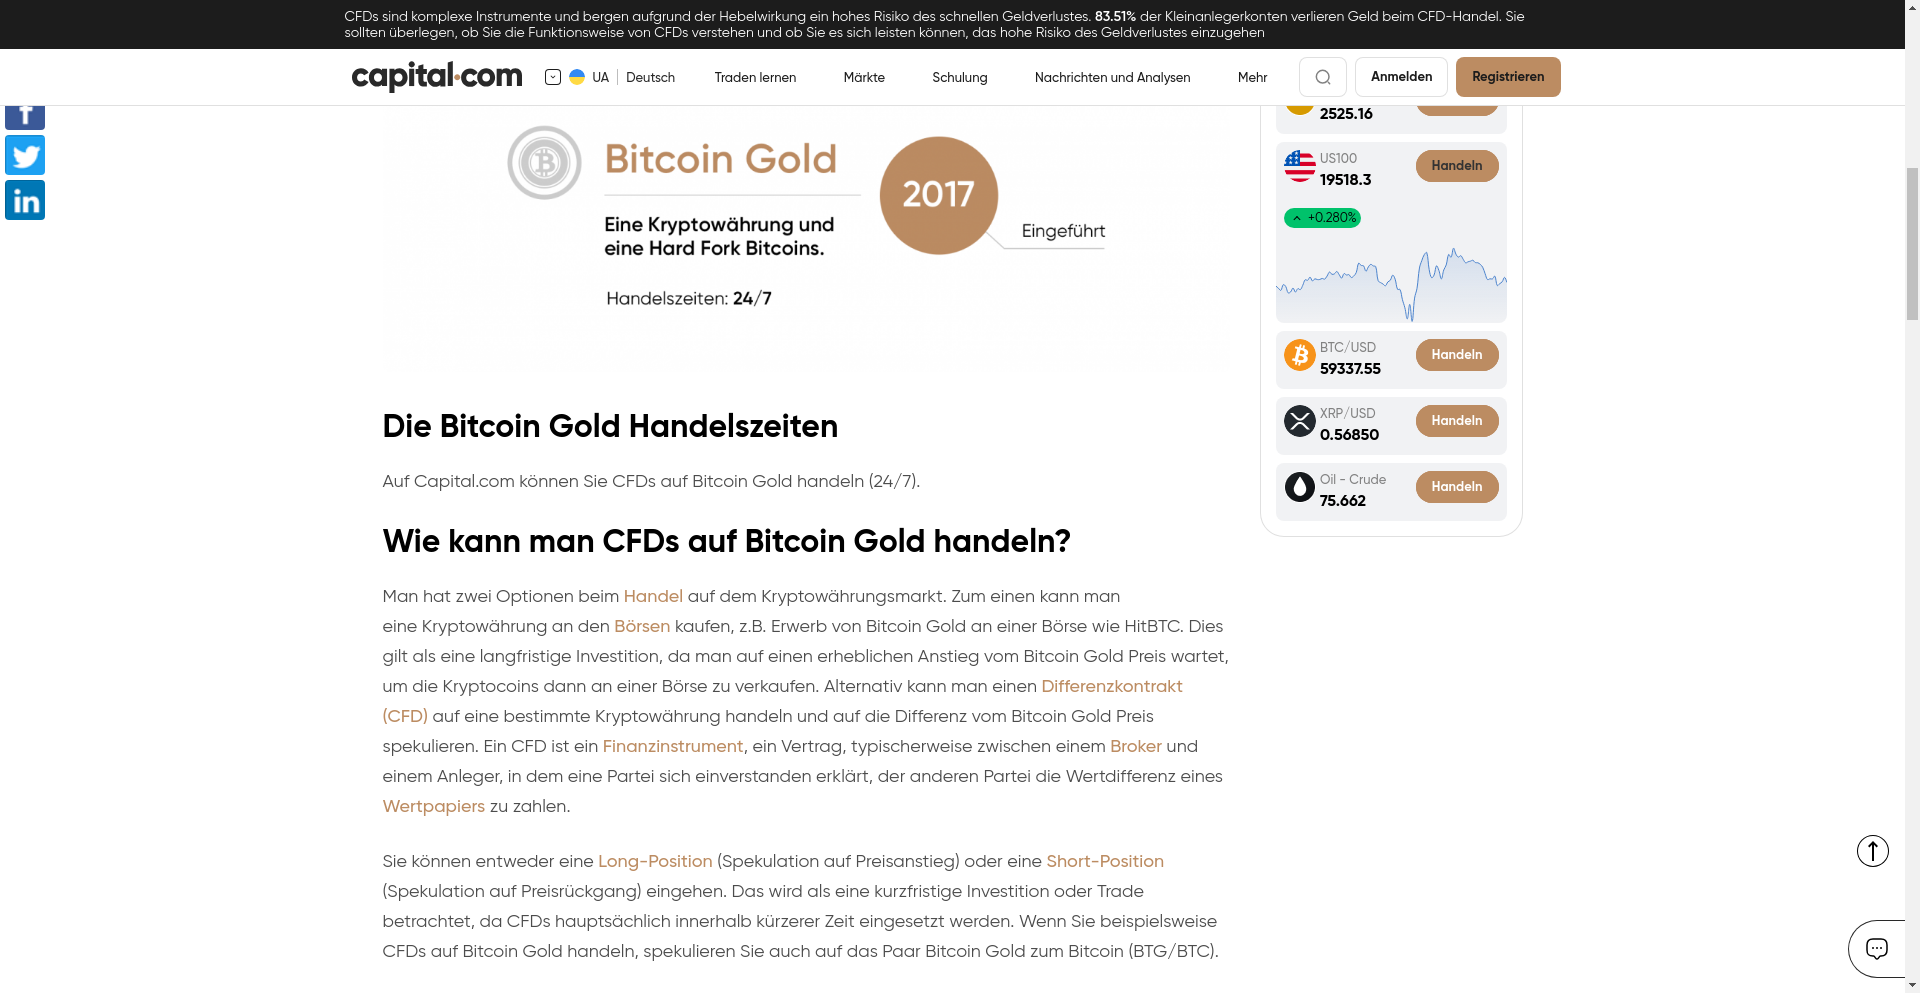 CFDs sind komplexe Instrumente und bergen aufgrund der Hebelwirkung ein hohes Risiko des schnellen Geldverlustes. 83.51% der Kleinanlegerkonten verlieren Geld beim CFD-Handel. Sie
sollten überlegen, ob Sie die Funktionsweise von CFDs verstehen und ob Sie es sich leisten können, das hohe Risiko des Geldverlustes einzugehen
capital.com
UA
Deutsch
Traden lernen
Märkte
Schulung
Nachrichten und Analysen
Mehr
Anmelden
Registrieren
Bitcoin Gold
Eine Kryptowährung und
eine Hard Fork Bitcoins.
Handelszeiten: 24/7
2017
Eingeführt
2525.16
US100
19518.3
Handeln
+0.280%
BTC/USD
59337.55
Handeln
XRP/USD
0.56850
Handeln
Oil - Crude
75.662
Handeln
Die Bitcoin Gold Handelszeiten
Auf Capital.com können Sie CFDs auf Bitcoin Gold handeln (24/7).
Wie kann man CFDs auf Bitcoin Gold handeln?
Man hat zwei Optionen beim Handel auf dem Kryptowährungsmarkt. Zum einen kann man
eine Kryptowährung an den Börsen kaufen, z.B. Erwerb von Bitcoin Gold an einer Börse wie HitBTC. Dies
gilt als eine langfristige Investition, da man auf einen erheblichen Anstieg vom Bitcoin Gold Preis wartet,
um die Kryptocoins dann an einer Börse zu verkaufen. Alternativ kann man einen Differenzkontrakt
(CFD) auf eine bestimmte Kryptowährung handeln und auf die Differenz vom Bitcoin Gold Preis
spekulieren. Ein CFD ist ein Finanzinstrument, ein Vertrag, typischerweise zwischen einem Broker und
einem Anleger, in dem eine Partei sich einverstanden erklärt, der anderen Partei die Wertdifferenz eines
Wertpapiers zu zahlen.
Sie können entweder eine Long-Position (Spekulation auf Preisanstieg) oder eine Short-Position
(Spekulation auf Preisrückgang) eingehen. Das wird als eine kurzfristige Investition oder Trade
betrachtet, da CFDs hauptsächlich innerhalb kürzerer Zeit eingesetzt werden. Wenn Sie beispielsweise
CFDs auf Bitcoin Gold handeln, spekulieren Sie auch auf das Paar Bitcoin Gold zum Bitcoin (BTG/BTC).